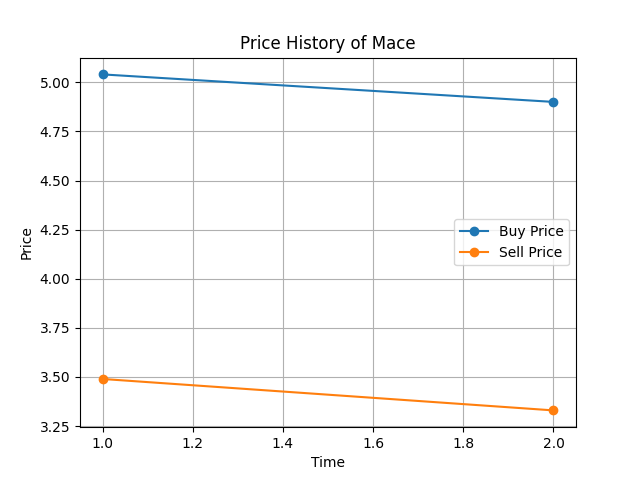 Price History of Mace
5.00
4.75
4.50
4.25
4.00
3.75
3.50
3.25
Price
Buy Price
Sell Price
1.0 1.2 1.4 1.6 1.8 2.0
Time